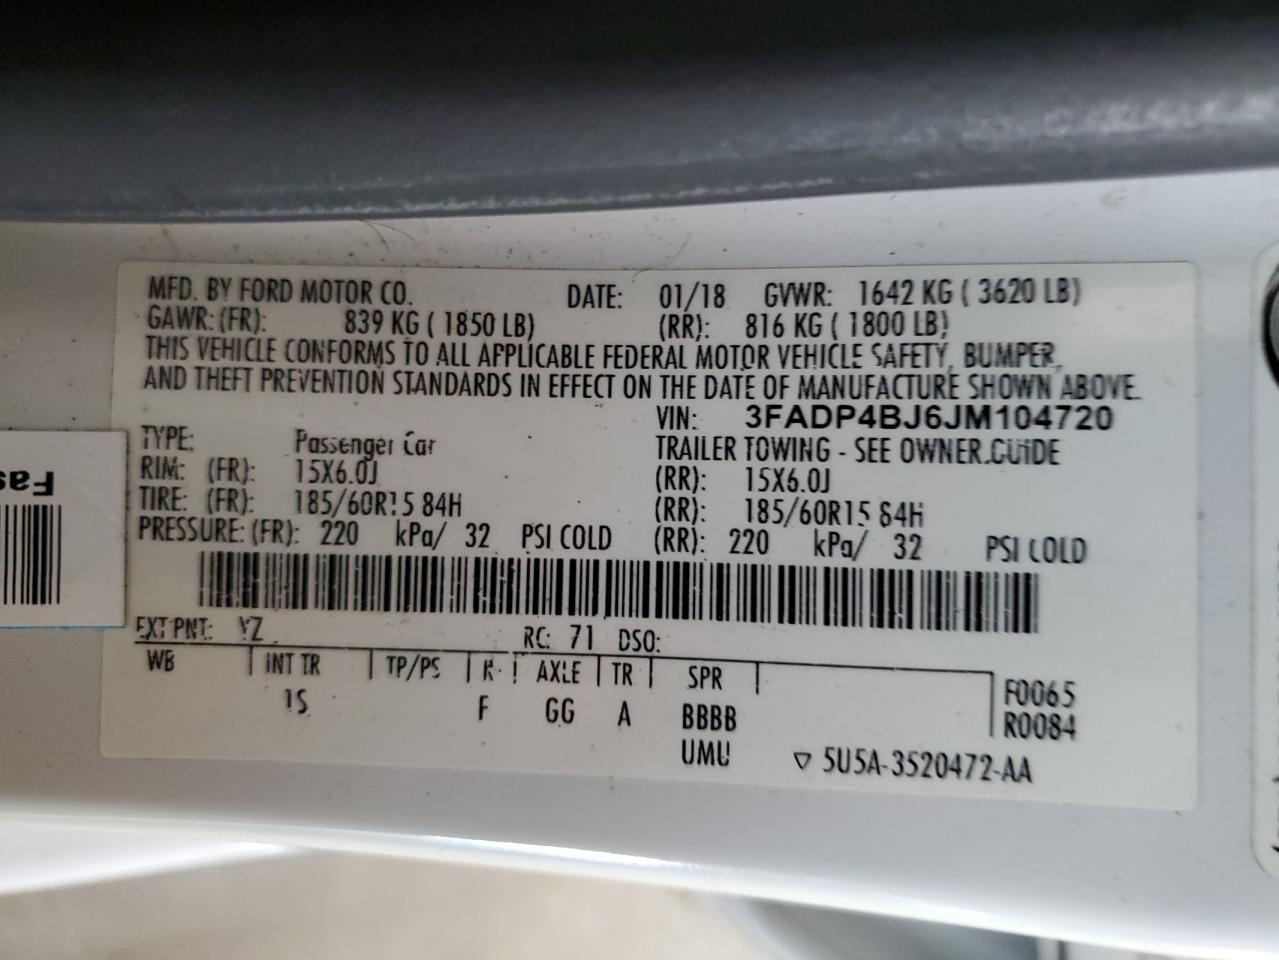 MFD. BY FORD MOTOR CO. DATE: 01/18 GVWR: 1642 KG ( 3620 LB)
GAWR: (FR): 839 KG ( 1850 LB) (RR): 816 KG ( 1800 LB)
THIS VEHICLE CONFORMS TO ALL APPLICABLE FEDERAL MOTOR VEHICLE SAFETY, BUMPER,
AND THEFT PREVENTION STANDARDS IN EFFECT ON THE DATE OF MANUFACTURE SHOWN ABOVE.
VIN: 3FADP4BJ6JM104720
TYPE: Passenger Car TRAILER TOWING - SEE OWNER GUIDE
RIM: (FR): 15X6.0J (RR): 15X6.0J
TIRE: (FR): 185/60R15 84H (RR): 185/60R15 84H
PRESSURE: (FR): 220 kPa/ 32 PSI COLD (RR): 220 kPa/ 32 PSI COLD
EXT PNT: YZ RC: 71 DSO:
WB INT TR TP/PS R AXLE TR SPR
1S F GG A BBBB
UMU
F0065
R0084
▽ 5U5A-3520472-AA
Fas